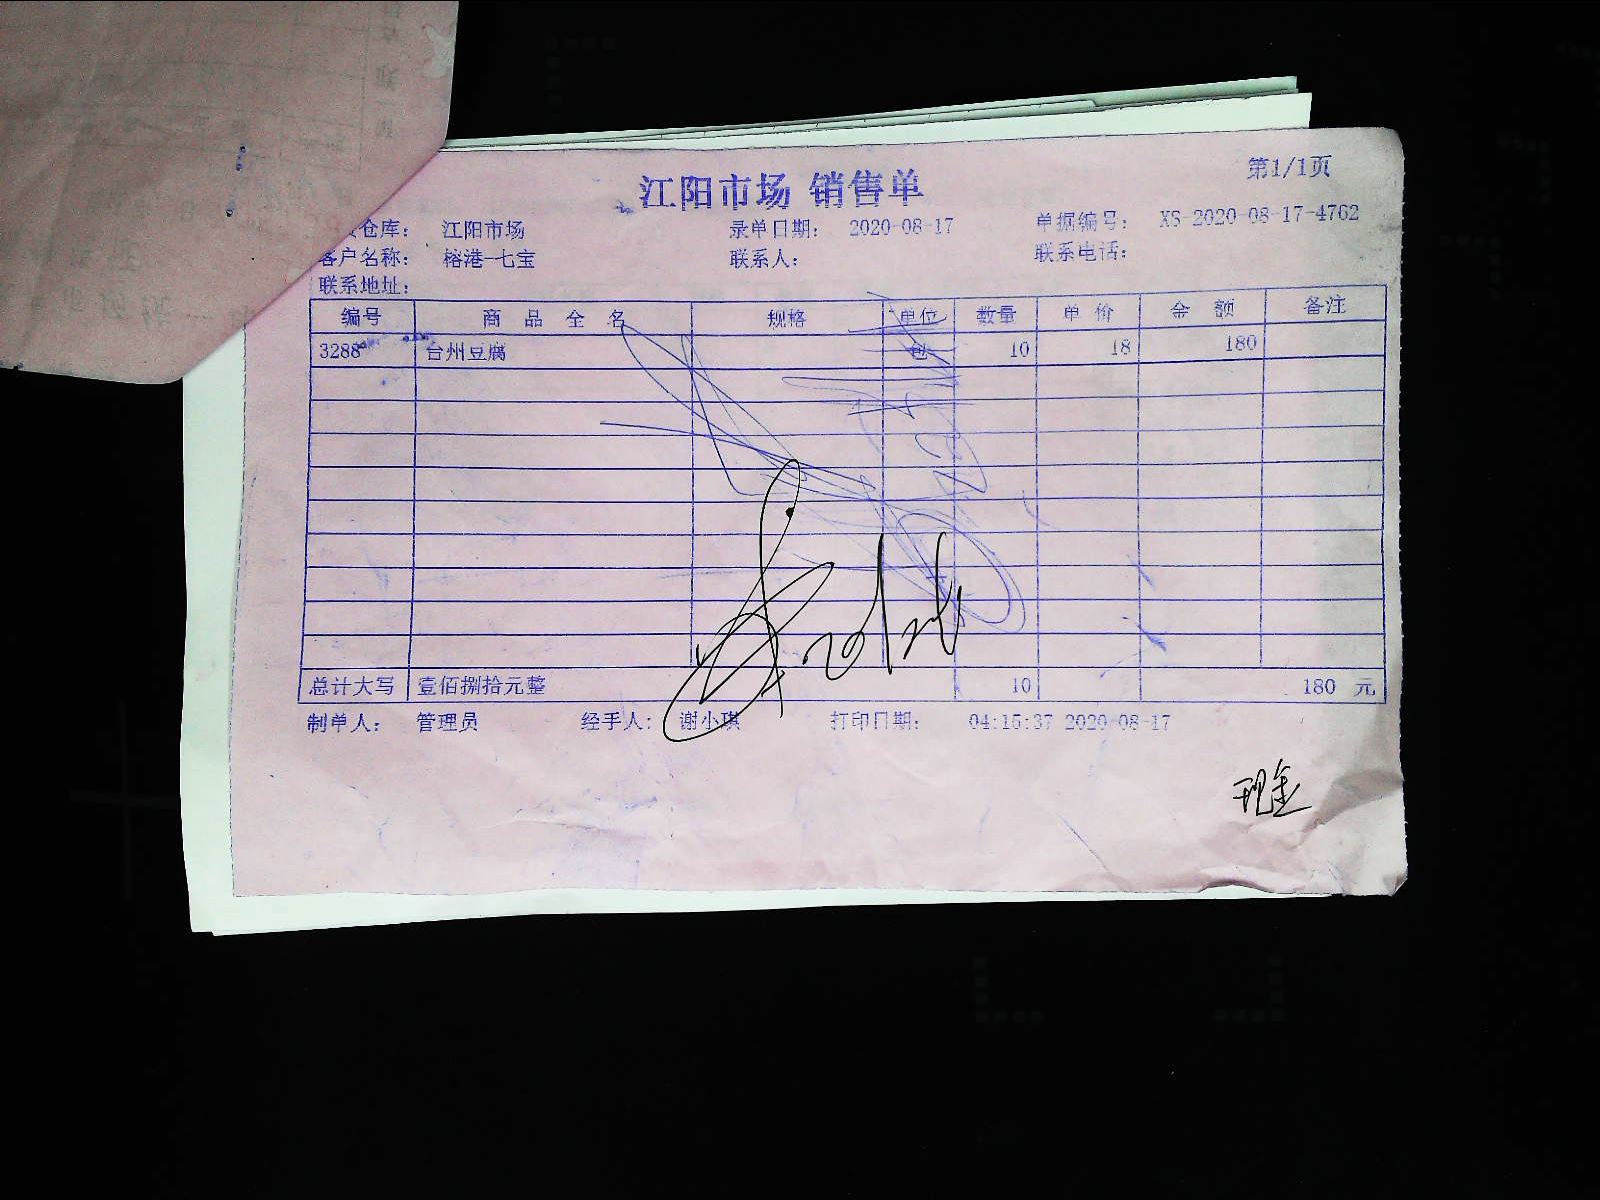 第1/1页
江阳市场 销售单
仓库： 江阳市场 录单日期： 2020-08-17 单据编号： XS-2020-08-17-4762
客户名称： 榕港-七宝 联系人： 联系电话：
联系地址：
编号 商品全名 规格 单位 数量 单价 金额 备注
3288 台州豆腐 包 10 18 180
总计大写 壹佰捌拾元整 10 180 元
制单人： 管理员 经手人： 谢小琪 打印日期： 04:15:37 2020-08-17
现金